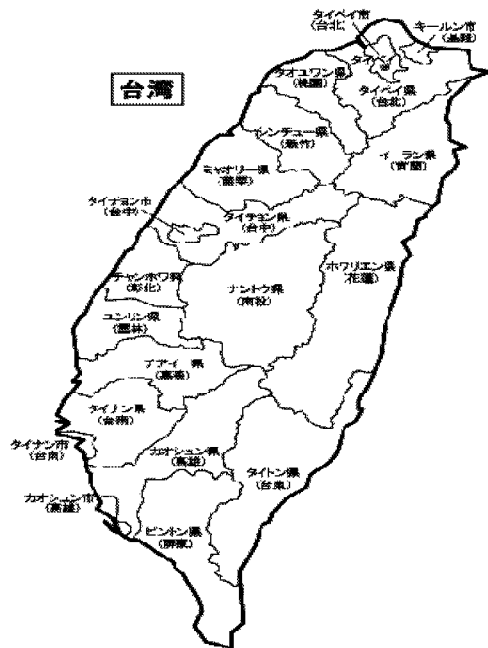 タイペイ市
(台北)
キールン市
(基隆)
台湾
タイペイ
タオユワン県
(桃園)
タイペイ県
(台北)
シンチュー県
(新竹)
イーラン県
(宜蘭)
ミャオリー県
(苗栗)
タイチョン市
(台中)
タイチョン県
(台中)
ホワリエン県
(花蓮)
チャンホワ県
(彰化)
ナントウ県
(南投)
ユンリン県
(雲林)
チアイ 県
(嘉義)
タイナン県
(台南)
タイナン市
(台南)
カオシュン県
(高雄)
タイトン県
(台東)
カオシュン市
(高雄)
ピントン県
(屏東)